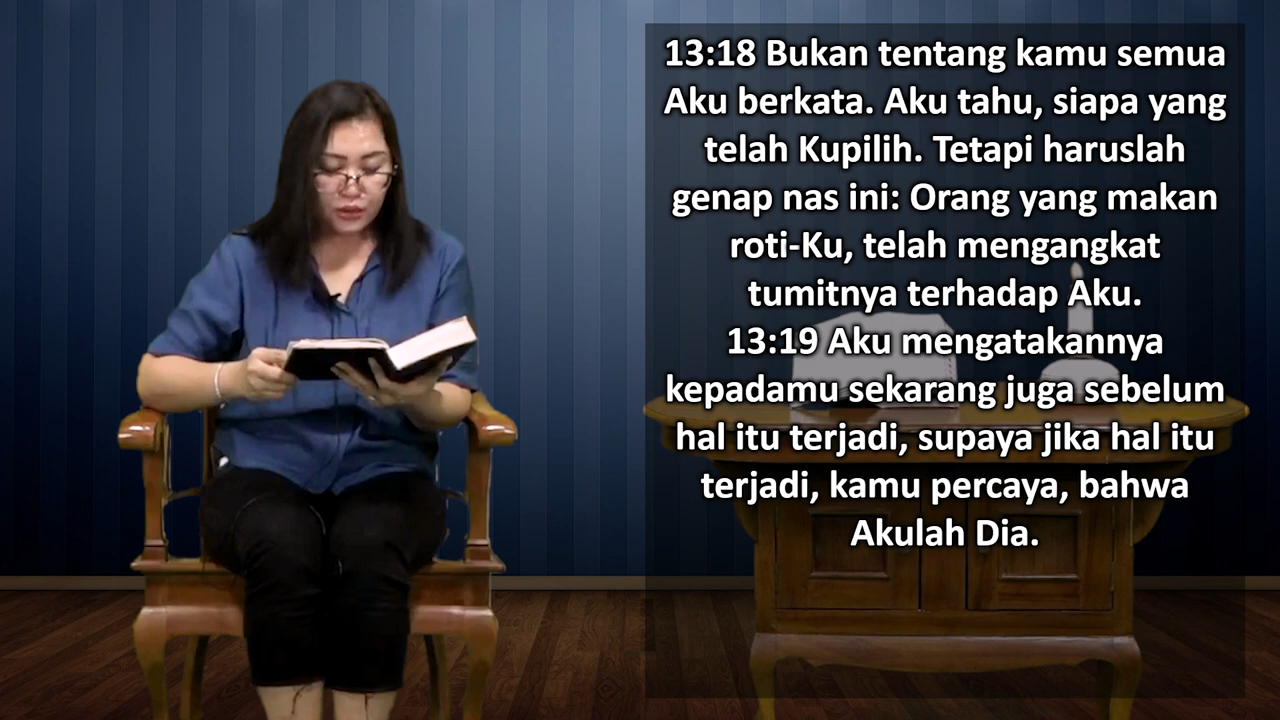 13:18 Bukan tentang kamu semua
Aku berkata. Aku tahu, siapa yang
telah Kupilih. Tetapi haruslah
genap nas ini: Orang yang makan
roti-Ku, telah mengangkat
tumitnya terhadap Aku.
13:19 Aku mengatakannya
kepadamu sekarang juga sebelum
hal itu terjadi, supaya jika hal itu
terjadi, kamu percaya, bahwa
Akulah Dia.